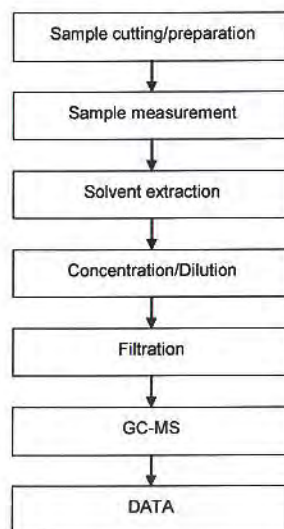 Sample cutting/preparation
Sample measurement
Solvent extraction
Concentration/Dilution
Filtration
GC-MS
DATA